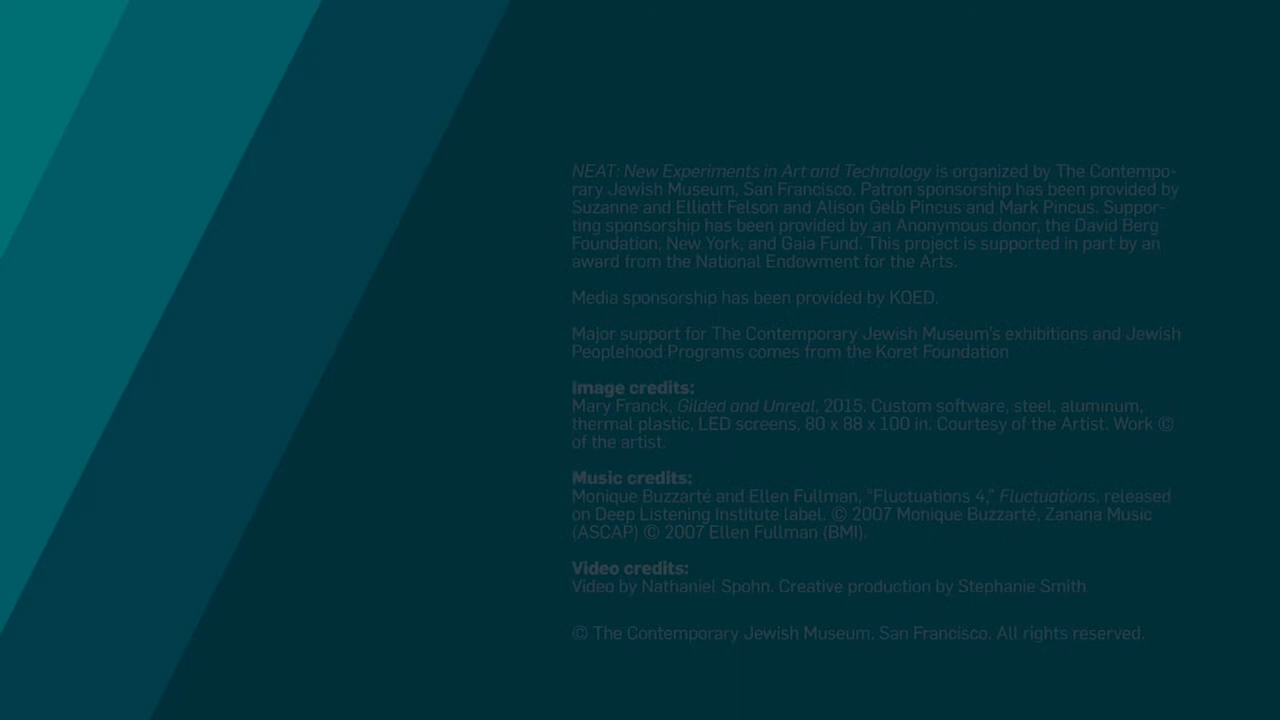 NEAT: New Experiments in Art and Technology is organized by The Contempo-
rary Jewish Museum, San Francisco. Patron sponsorship has been provided by
Suzanne and Elliott Felson and Alison Gelb Pincus and Mark Pincus. Suppor-
ting sponsorship has been provided by an Anonymous donor, the David Berg
Foundation, New York, and Gaia Fund. This project is supported in part by an
award from the National Endowment for the Arts.
Media sponsorship has been provided by KQED.
Major support for The Contemporary Jewish Museum's exhibitions and Jewish
Peoplehood Programs comes from the Koret Foundation
Image credits:
Mary Franck, Gilded and Unreal, 2015. Custom software, steel, aluminum,
thermal plastic, LED screens, 80 x 88 x 100 in. Courtesy of the Artist. Work ©
of the artist.
Music credits:
Monique Buzzarté and Ellen Fullman, "Fluctuations 4," Fluctuations, released
on Deep Listening Institute label. © 2007 Monique Buzzarté, Zanana Music
(ASCAP) © 2007 Ellen Fullman (BMI).
Video credits:
Video by Nathaniel Spohn. Creative production by Stephanie Smith
© The Contemporary Jewish Museum. San Francisco. All rights reserved.